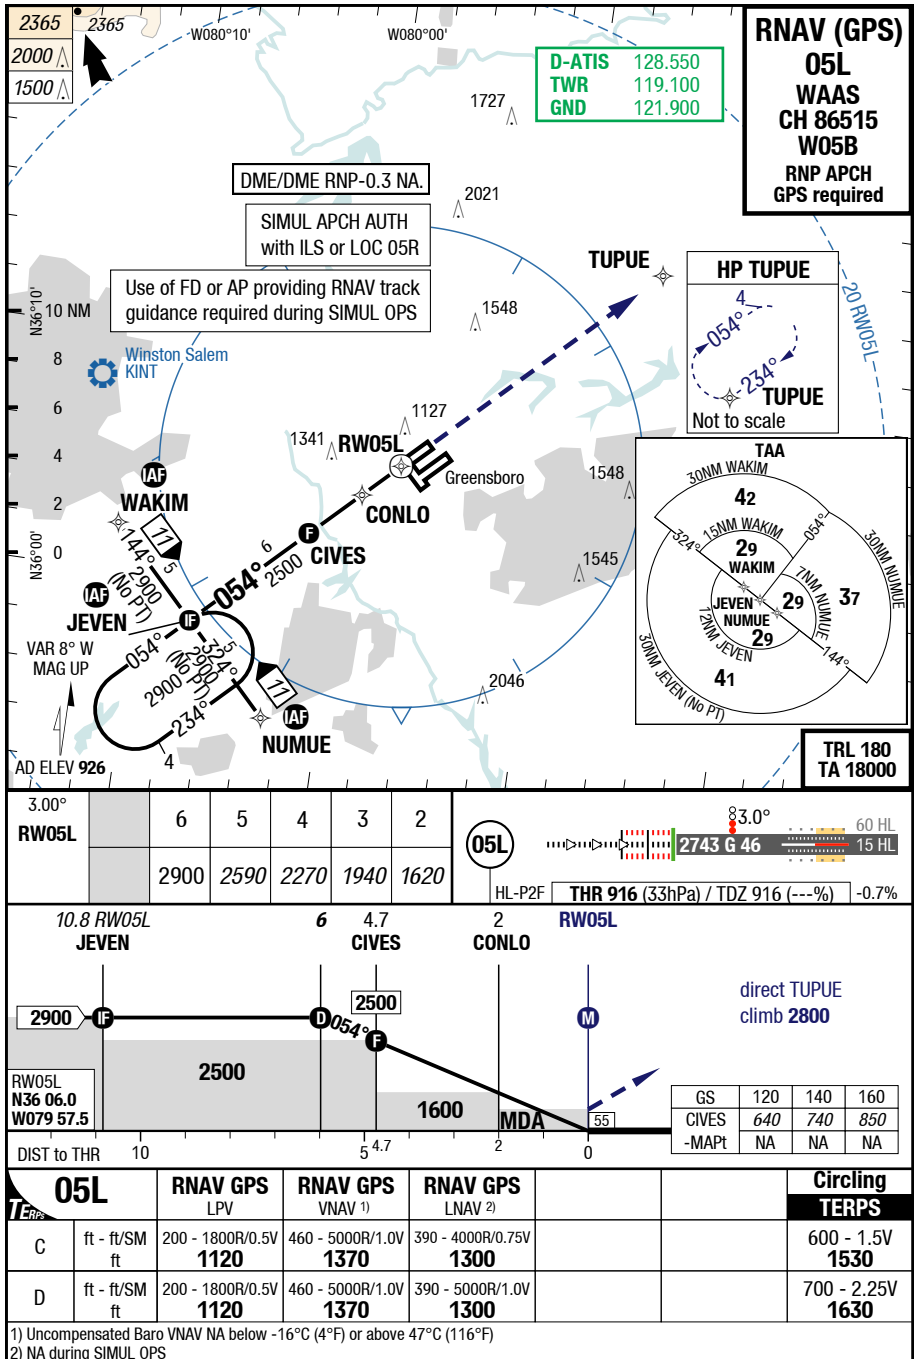 2365
2365
2000
1500
W080°10'
W080°00'
RNAV (GPS)
05L
WAAS
CH 86515
W05B
RNP APCH
GPS required
D-ATIS 128.550
TWR 119.100
GND 121.900
1727
DME/DME RNP-0.3 NA.
2021
SIMUL APCH AUTH
with ILS or LOC 05R
Use of FD or AP providing RNAV track
guidance required during SIMUL OPS
TUPUE
HP TUPUE
4
054°
234°
TUPUE
Not to scale
20 RW05L
N36°10'
10 NM
8
6
4
2
0
N36°00'
Winston Salem
KINT
1548
1127
1341
RW05L
Greensboro
1548
CONLO
IAF
WAKIM
11
5
144°
2900
(No PT)
F CIVES
6
054°
2500
1545
IAF
JEVEN
IF
VAR 8° W
MAG UP
054°
2900
(No PT)
5
324°
2900
234°
4
11
IAF
NUMUE
2046
AD ELEV 926
TAA
30NM WAKIM
42
324°
15NM WAKIM
054°
30NM NUMUE
29
WAKIM
7NM NUMUE
JEVEN
29
37
NUMUE
29
12NM JEVEN
144°
41
30NM JEVEN (No PT)
TRL 180
TA 18000
3.00°
RW05L
6 5 4 3 2
2900 2590 2270 1940 1620
05L
3.0°
60 HL
2743 G 46
15 HL
HL-P2F THR 916 (33hPa) / TDZ 916 (---%) -0.7%
10.8 RW05L 6 4.7 2 RW05L
JEVEN CIVES CONLO
2900 IF D 054° F
2500
M
direct TUPUE
climb 2800
2500
1600
MDA
55
RW05L
N36 06.0
W079 57.5
GS 120 140 160
CIVES 640 740 850
-MAPt NA NA NA
DIST to THR 10 5 4.7 2 0
TERPs 05L
RNAV GPS
LPV
RNAV GPS
VNAV 1)
RNAV GPS
LNAV 2)
Circling
TERPS
C ft - ft/SM 200 - 1800R/0.5V 460 - 5000R/1.0V 390 - 4000R/0.75V 600 - 1.5V
ft 1120 1370 1300 1530
D ft - ft/SM 200 - 1800R/0.5V 460 - 5000R/1.0V 390 - 5000R/1.0V 700 - 2.25V
ft 1120 1370 1300 1630
1) Uncompensated Baro VNAV NA below -16°C (4°F) or above 47°C (116°F)
2) NA during SIMUL OPS